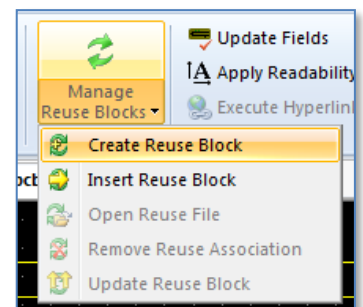 Update Fields
Apply Readability
Execute Hyperlin
Manage
Reuse Blocks
Create Reuse Block
Insert Reuse Block
Open Reuse File
Remove Reuse Association
Update Reuse Block